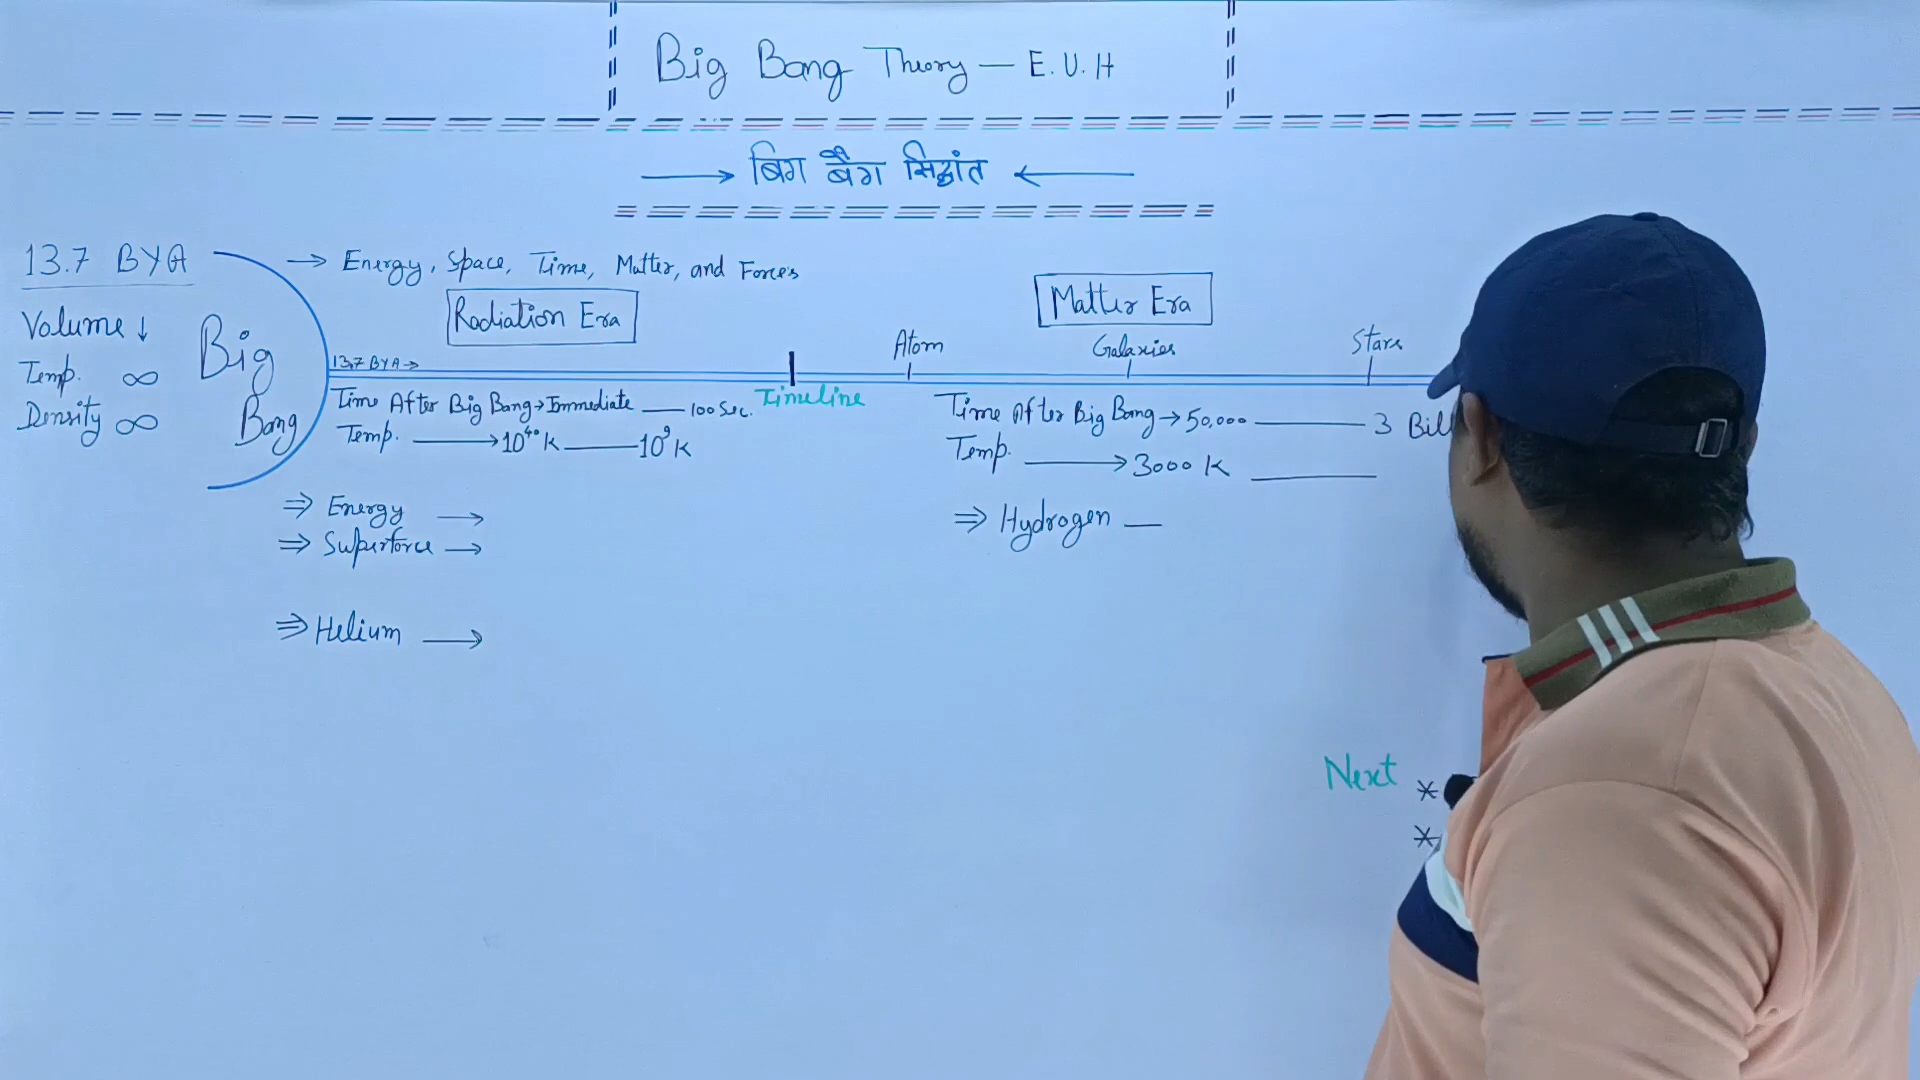 Big Bang Theory — E.U.H
→ बिग बैंग सिद्धांत ←
13.7 BYA
Volume ↓
Temp. ∞
Density ∞
Big
Bang
→ Energy, Space, Time, Matter, and Forces
Radiation Era
Matter Era
Atom
Galaxies
Stars
13.7 BYA →
Timeline
Time After Big Bang → Immediate — 100 Sec.
Temp. → 10⁴⁰ K — 10⁹ K
⇒ Energy →
⇒ Superforce →
⇒ Helium →
Time After Big Bang → 50,000 — 3
Temp. → 3000 K —
⇒ Hydrogen —
Next *
*